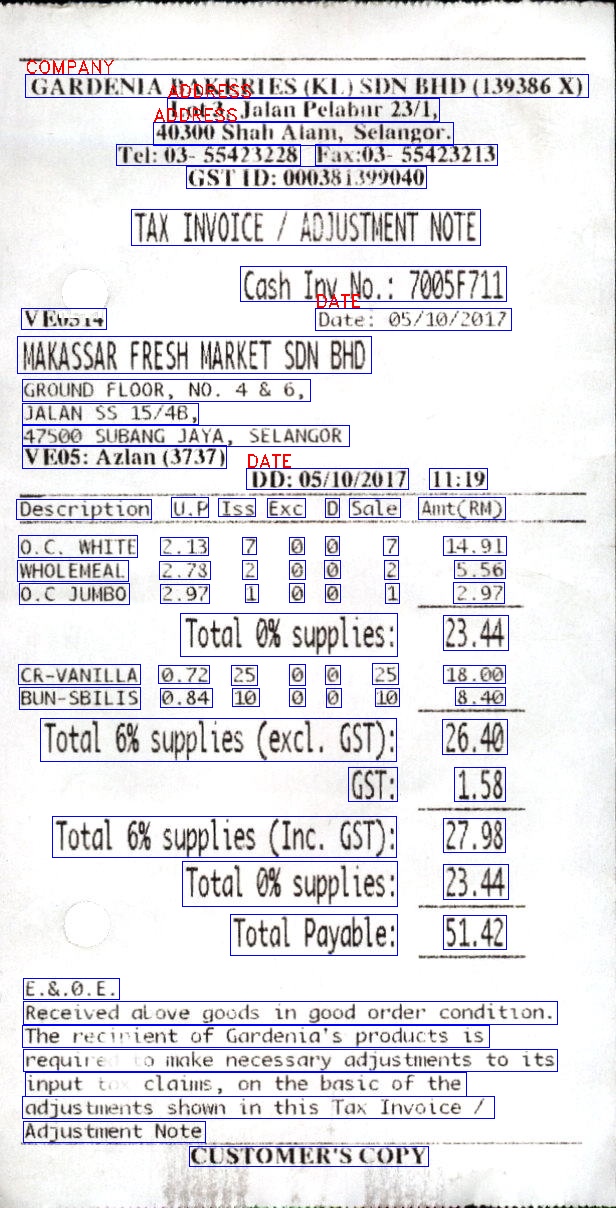 COMPANY
GARDENIA BAKERIES (KL) SDN BHD (139386 X)
ADDRESS
Lot 3, Jalan Pelabur 23/1,
ADDRESS
40300 Shah Alam, Selangor.
Tel: 03- 55423228 Fax:03- 55423213
GST ID: 000381399040
TAX INVOICE / ADJUSTMENT NOTE
Cash Inv No.: 7005F711
DATE
VE0514 Date: 05/10/2017
MAKASSAR FRESH MARKET SDN BHD
GROUND FLOOR, NO. 4 & 6,
JALAN SS 15/4B,
47500 SUBANG JAYA, SELANGOR
VE05: Azlan (3737)
DATE
DD: 05/10/2017 11:19
Description U.P Iss Exc D Sale Amt(RM)
O.C. WHITE 2.13 7 0 0 7 14.91
WHOLEMEAL 2.78 2 0 0 2 5.56
O.C JUMBO 2.97 1 0 0 1 2.97
Total 0% supplies: 23.44
CR-VANILLA 0.72 25 0 0 25 18.00
BUN-SBILIS 0.84 10 0 0 10 8.40
Total 6% supplies (excl. GST): 26.40
GST: 1.58
Total 6% supplies (Inc. GST): 27.98
Total 0% supplies: 23.44
Total Payable: 51.42
E.&.O.E.
Received above goods in good order condition.
The recipient of Gardenia's products is
required to make necessary adjustments to its
input tax claims, on the basic of the
adjustments shown in this Tax Invoice /
Adjustment Note
CUSTOMER'S COPY